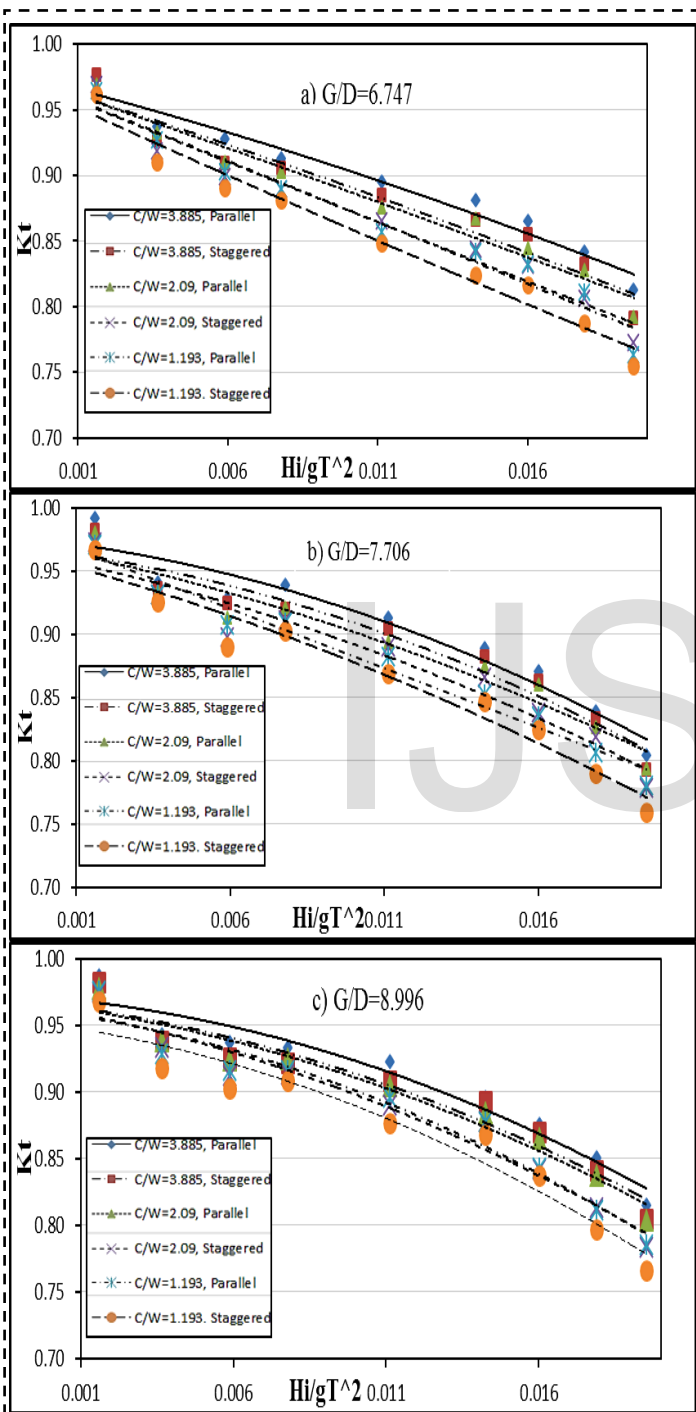 1.00
0.95
0.90
0.85
0.80
0.75
0.70
Kt
a) G/D=6.747
C/W=3.885, Parallel
C/W=3.885, Staggered
C/W=2.09, Parallel
C/W=2.09, Staggered
C/W=1.193, Parallel
C/W=1.193. Staggered
0.001 0.006 0.011 0.016
Hi/gT^2
1.00
0.95
0.90
0.85
0.80
0.75
0.70
Kt
b) G/D=7.706
C/W=3.885, Parallel
C/W=3.885, Staggered
C/W=2.09, Parallel
C/W=2.09, Staggered
C/W=1.193, Parallel
C/W=1.193. Staggered
0.001 0.006 0.011 0.016
Hi/gT^2
IJS
1.00
0.95
0.90
0.85
0.80
0.75
0.70
Kt
c) G/D=8.996
C/W=3.885, Parallel
C/W=3.885, Staggered
C/W=2.09, Parallel
C/W=2.09, Staggered
C/W=1.193, Parallel
C/W=1.193. Staggered
0.001 0.006 0.011 0.016
Hi/gT^2